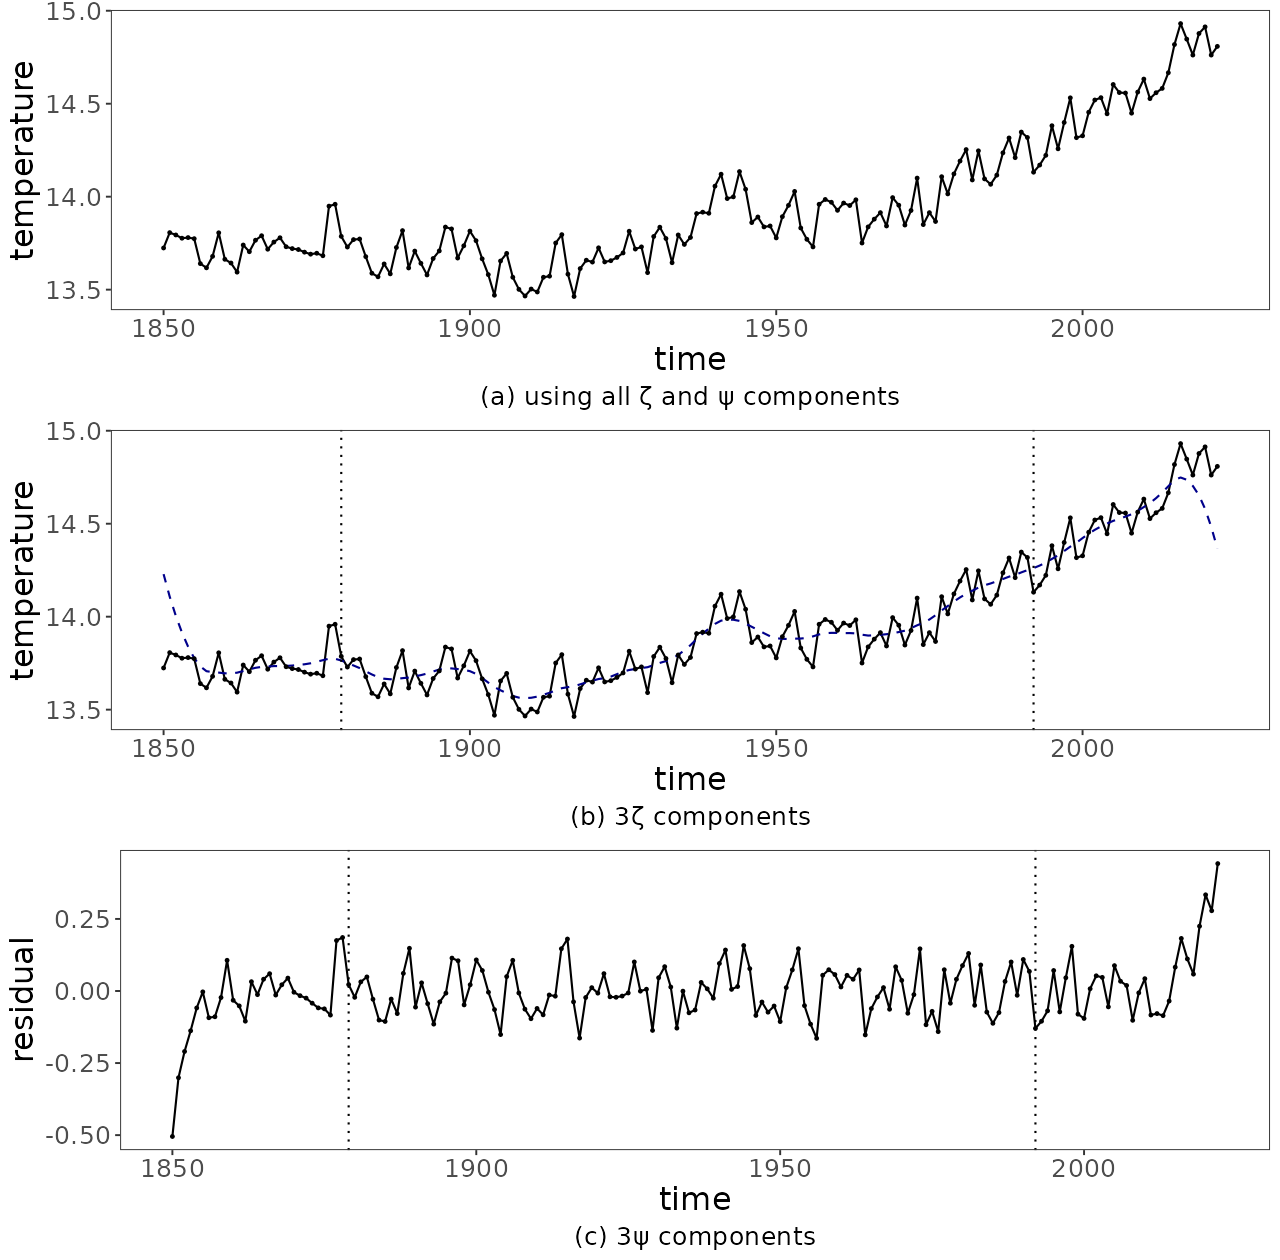 15.0
14.5
14.0
13.5
temperature
1850 1900 1950 2000
time
(a) using all ζ and ψ components
15.0
14.5
14.0
13.5
temperature
1850 1900 1950 2000
time
(b) 3ζ components
0.25
0.00
-0.25
-0.50
residual
1850 1900 1950 2000
time
(c) 3ψ components